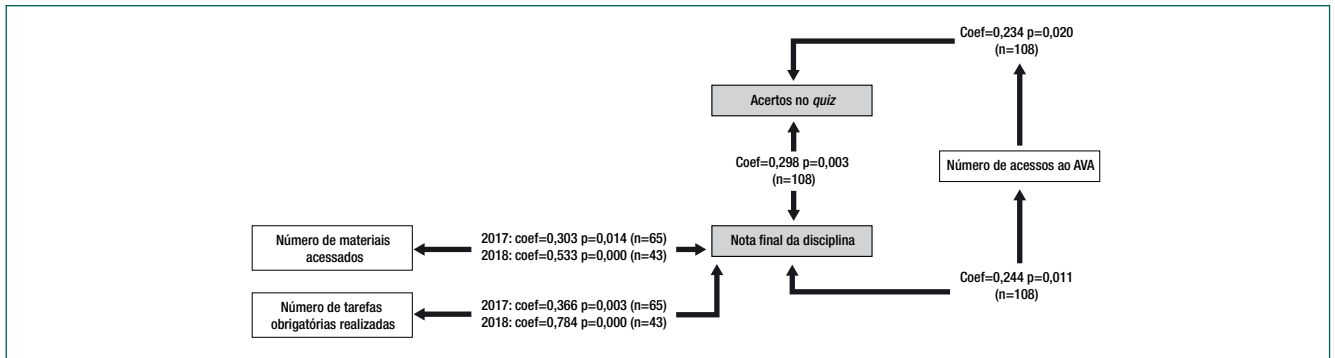 Coef=0,234 p=0,020
(n=108)
Acertos no quiz
Coef=0,298 p=0,003
(n=108)
Número de acessos ao AVA
Número de materiais
acessados
2017: coef=0,303 p=0,014 (n=65)
2018: coef=0,533 p=0,000 (n=43)
Nota final da disciplina
Coef=0,244 p=0,011
(n=108)
Número de tarefas
obrigatórias realizadas
2017: coef=0,366 p=0,003 (n=65)
2018: coef=0,784 p=0,000 (n=43)